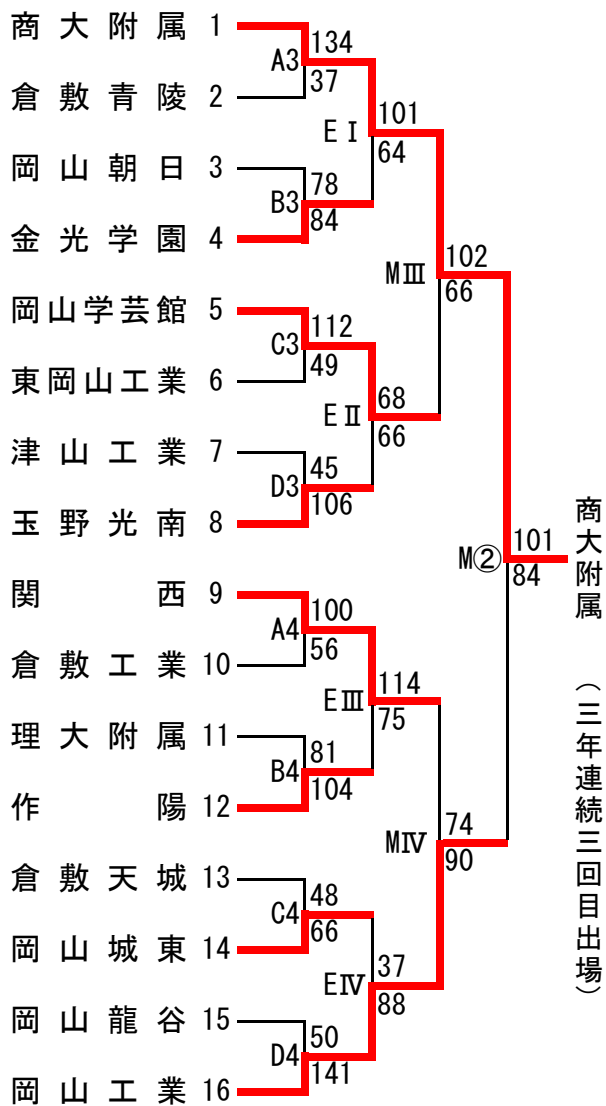 商大附属 1
134
A3
37
倉敷青陵 2
101
EⅠ
64
岡山朝日 3
78
B3
84
金光学園 4
102
MⅢ
66
岡山学芸館 5
112
C3
49
東岡山工業 6
68
EⅡ
66
津山工業 7
45
D3
106
玉野光南 8
101
M②
84
商大附属
（三年連続三回目出場）
関西 9
100
A4
56
倉敷工業 10
114
EⅢ
75
理大附属 11
81
B4
104
作陽 12
74
MⅣ
90
倉敷天城 13
48
C4
66
岡山城東 14
37
EⅣ
88
岡山龍谷 15
50
D4
141
岡山工業 16